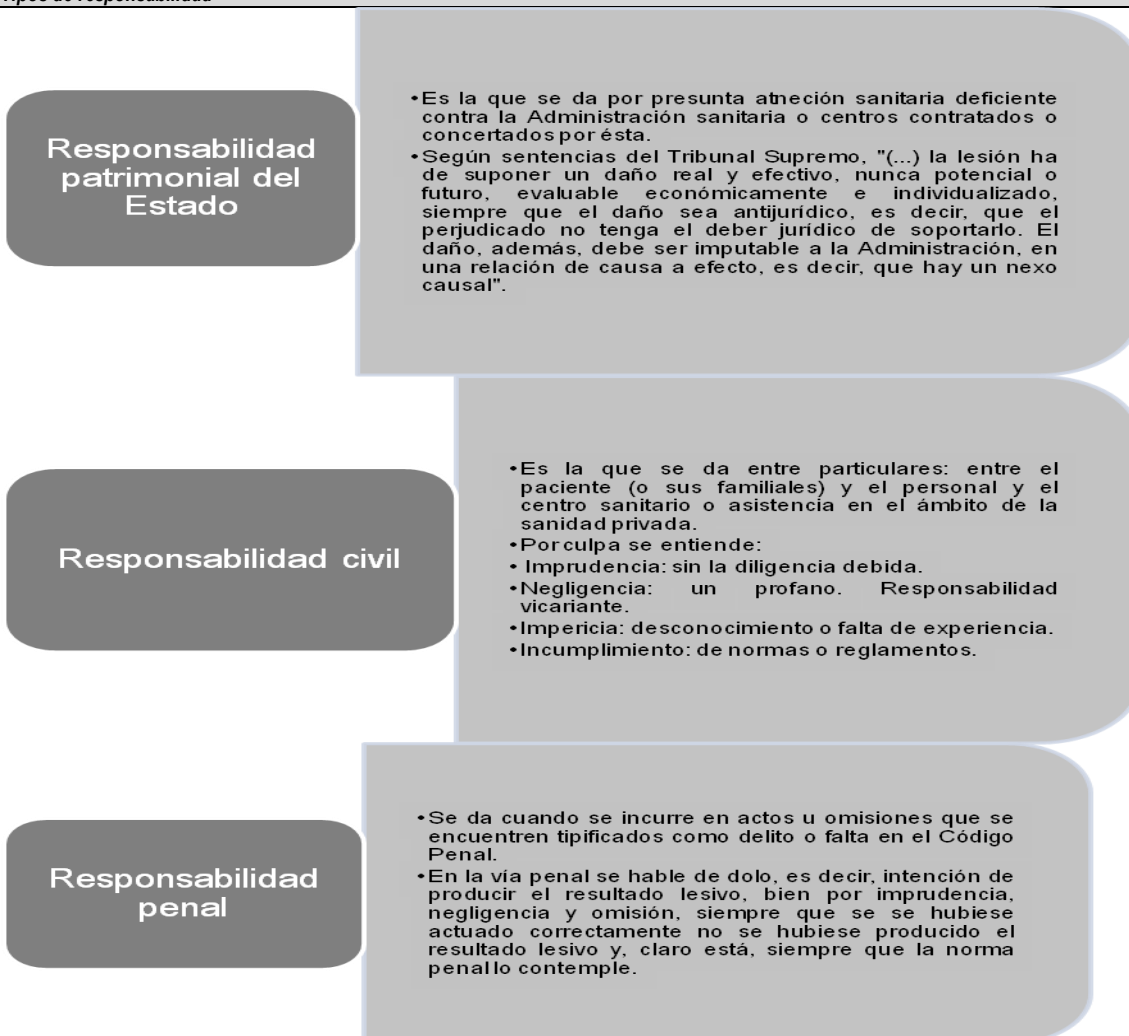 Tipos de responsabilidad
Responsabilidad
patrimonial del
Estado
•Es la que se da por presunta atneción sanitaria deficiente
contra la Administración sanitaria o centros contratados o
concertados por ésta.
•Según sentencias del Tribunal Supremo, "(...) la lesión ha
de suponer un daño real y efectivo, nunca potencial o
futuro, evaluable económicamente e individualizado,
siempre que el daño sea antijurídico, es decir, que el
perjudicado no tenga el deber jurídico de soportarlo. El
daño, además, debe ser imputable a la Administración, en
una relación de causa a efecto, es decir, que hay un nexo
causal".
Responsabilidad civil
•Es la que se da entre particulares: entre el
paciente (o sus familiales) y el personal y el
centro sanitario o asistencia en el ámbito de la
sanidad privada.
•Por culpa se entiende:
• Imprudencia: sin la diligencia debida.
•Negligencia: un profano. Responsabilidad
vicariante.
•Impericia: desconocimiento o falta de experiencia.
•Incumplimiento: de normas o reglamentos.
Responsabilidad
penal
•Se da cuando se incurre en actos u omisiones que se
encuentren tipificados como delito o falta en el Código
Penal.
•En la vía penal se hable de dolo, es decir, intención de
producir el resultado lesivo, bien por imprudencia,
negligencia y omisión, siempre que se se hubiese
actuado correctamente no se hubiese producido el
resultado lesivo y, claro está, siempre que la norma
penal lo contemple.